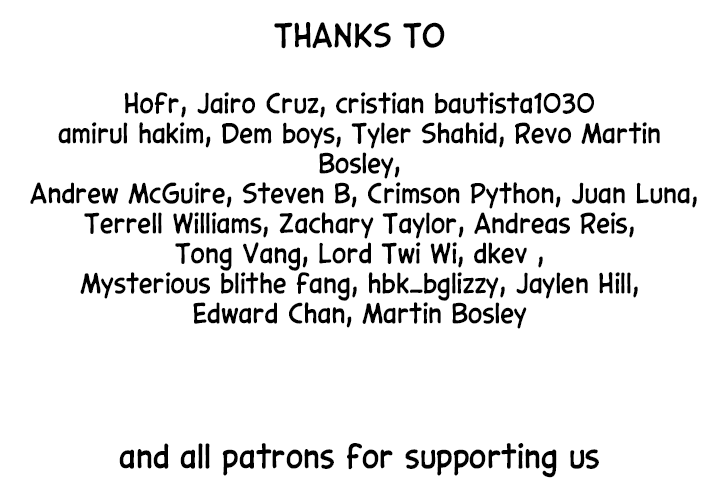 THANKS TO
Hofr, Jairo Cruz, cristian bautista1030
amirul hakim, Dem boys, Tyler Shahid, Revo Martin
Bosley,
Andrew McGuire, Steven B, Crimson Python, Juan Luna,
Terrell Williams, Zachary Taylor, Andreas Reis,
Tong Vang, Lord Twi Wi, dkev ,
Mysterious blithe fang, hbk_bglizzy, Jaylen Hill,
Edward Chan, Martin Bosley
and all patrons for supporting us